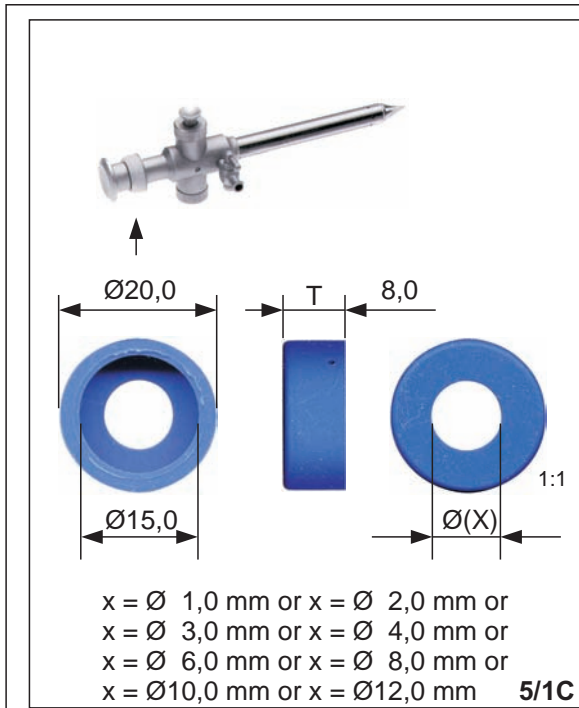 Ø20,0 T 8,0
1:1
Ø15,0 Ø(X)
x = Ø 1,0 mm or x = Ø 2,0 mm or
x = Ø 3,0 mm or x = Ø 4,0 mm or
x = Ø 6,0 mm or x = Ø 8,0 mm or
x = Ø10,0 mm or x = Ø12,0 mm 5/1C